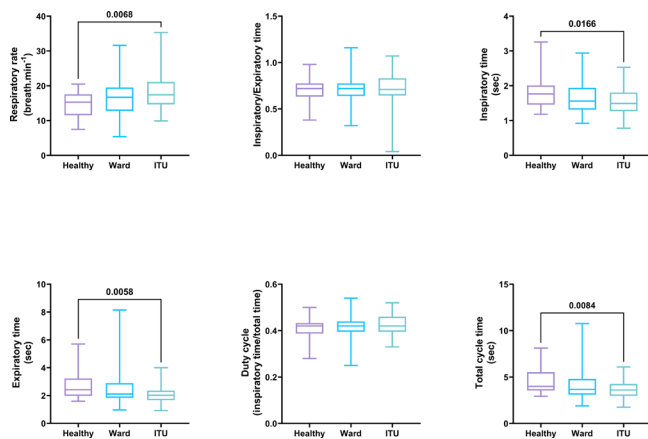 0.0068
Respiratory rate
(breath.min-1)
40
30
20
10
0
Healthy Ward ITU
Inspiratory/Expiratory time
1.5
1.0
0.5
0.0
Healthy Ward ITU
0.0166
Inspiratory time
(sec)
4
3
2
1
0
Healthy Ward ITU
0.0058
Expiratory time
(sec)
10
8
6
4
2
0
Healthy Ward ITU
Duty cycle
(inspiratory time/total time)
0.6
0.4
0.2
0.0
Healthy Ward ITU
0.0084
Total cycle time
(sec)
15
10
5
0
Healthy Ward ITU